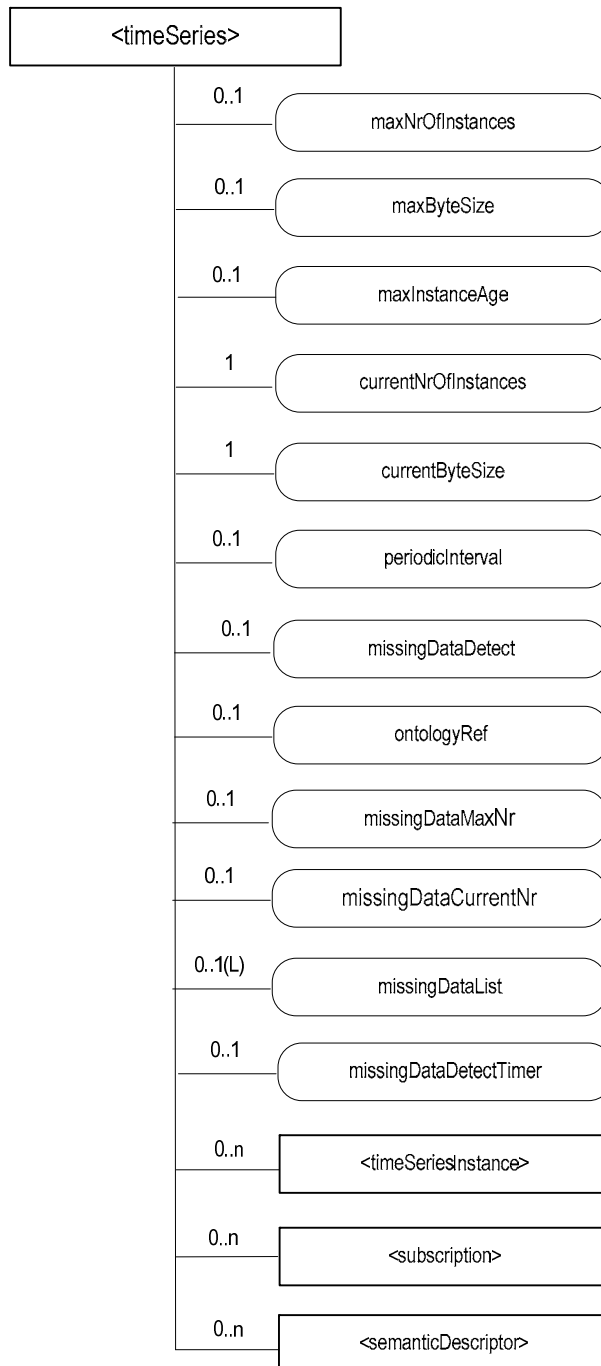 <timeSeries>
0..1
maxNrOfInstances
0..1
maxByteSize
0..1
maxInstanceAge
1
currentNrOfInstances
1
currentByteSize
0..1
periodicInterval
0..1
missingDataDetect
0..1
ontologyRef
0..1
missingDataMaxNr
0..1
missingDataCurrentNr
0..1(L)
missingDataList
0..1
missingDataDetectTimer
0..n
<timeSeriesInstance>
0..n
<subscription>
0..n
<semanticDescriptor>